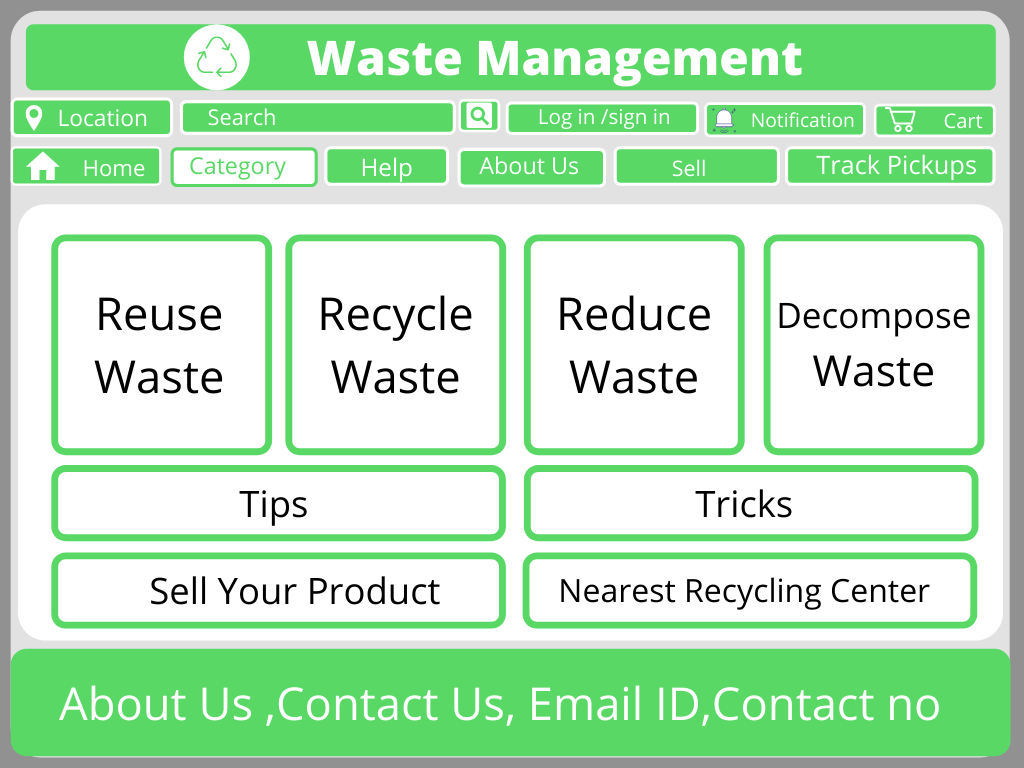 Waste Management
Location
Search
Log in /sign in
Notification
Cart
Home
Category
Help
About Us
Sell
Track Pickups
Reuse
Waste
Recycle
Waste
Reduce
Waste
Decompose
Waste
Tips
Tricks
Sell Your Product
Nearest Recycling Center
About Us ,Contact Us, Email ID,Contact no